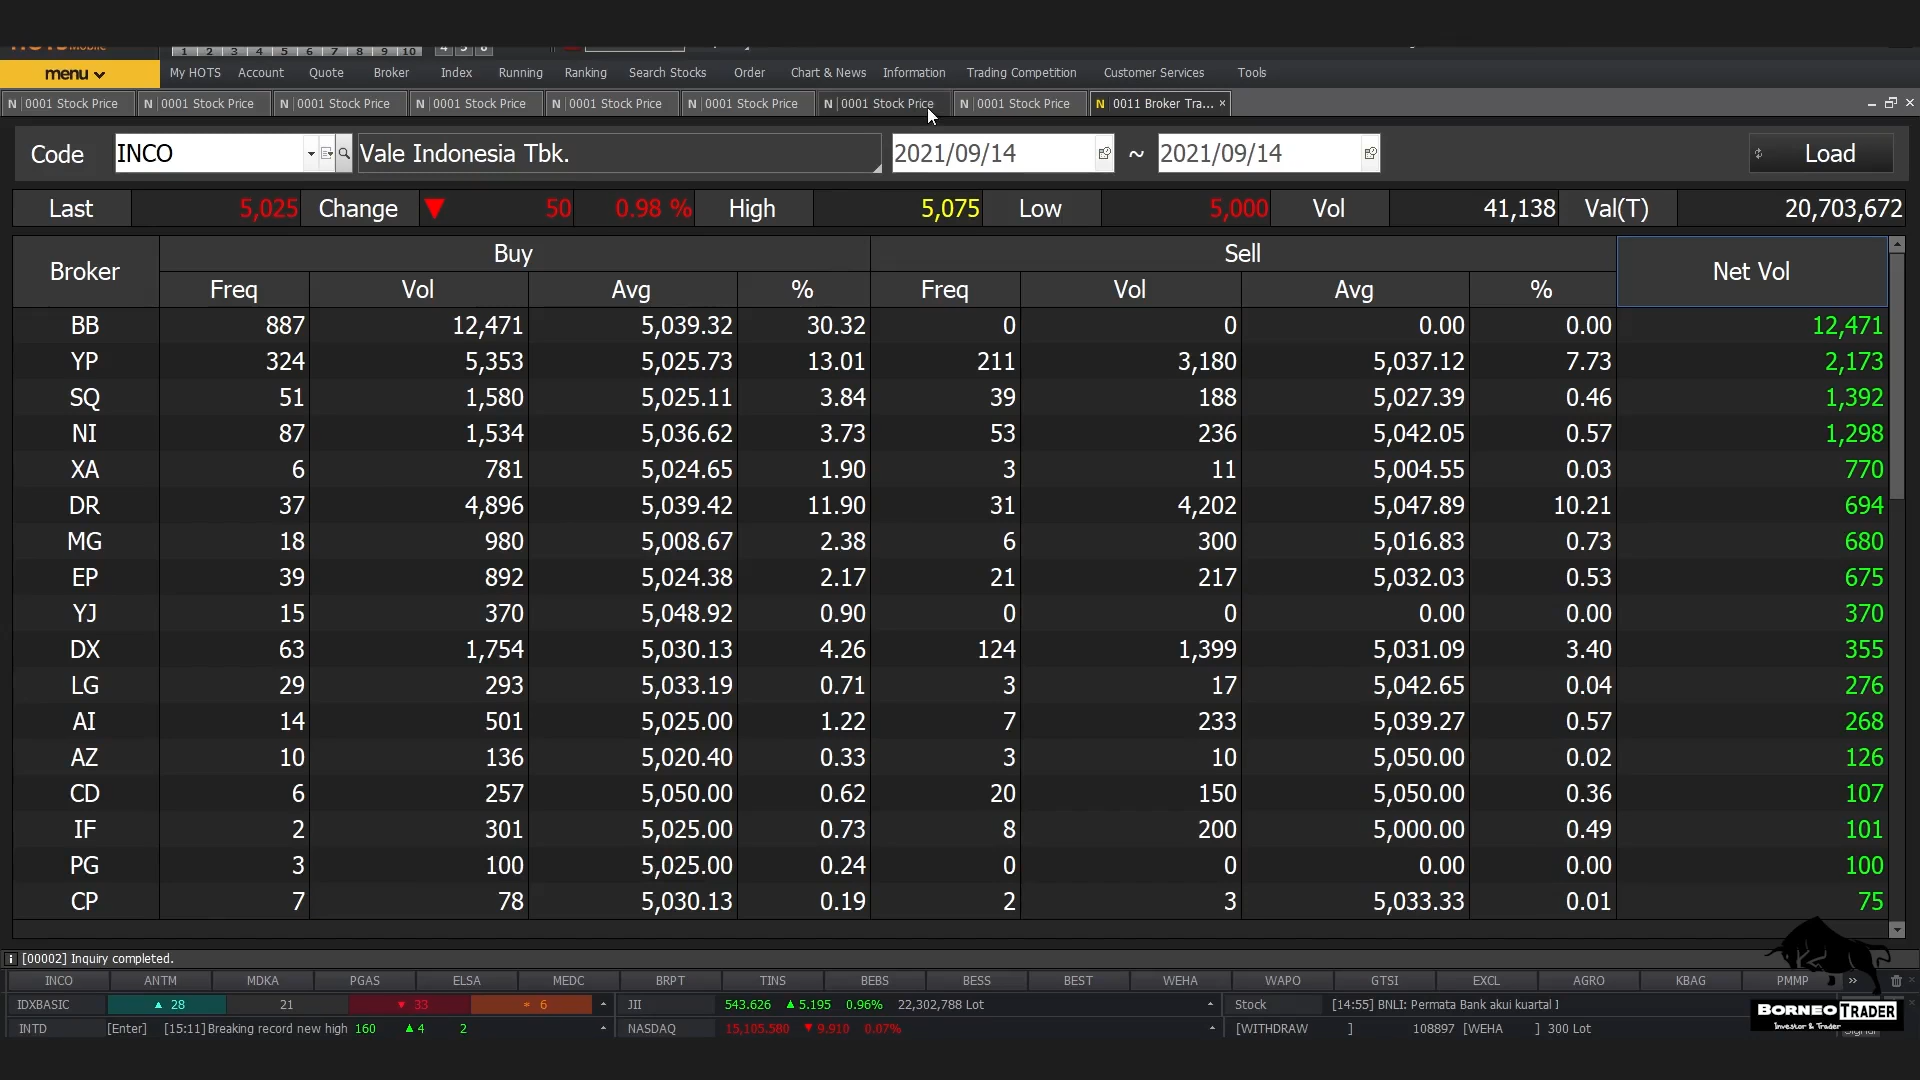 1 2 3 4 5 6 7 8 9 10
menu My HOTS Account Quote Broker Index Running Ranking Search Stocks Order Chart & News Information Trading Competition Customer Services Tools
N 0001 Stock Price N 0001 Stock Price N 0001 Stock Price N 0001 Stock Price N 0001 Stock Price N 0001 Stock Price N 0001 Stock Price N 0001 Stock Price N 0011 Broker Tra... ×
Code INCO Vale Indonesia Tbk. 2021/09/14 ~ 2021/09/14 Load
Last 5,025 Change ▼ 50 0.98 % High 5,075 Low 5,000 Vol 41,138 Val(T) 20,703,672
Broker Buy Sell Net Vol
Freq Vol Avg % Freq Vol Avg %
BB 887 12,471 5,039.32 30.32 0 0 0.00 0.00 12,471
YP 324 5,353 5,025.73 13.01 211 3,180 5,037.12 7.73 2,173
SQ 51 1,580 5,025.11 3.84 39 188 5,027.39 0.46 1,392
NI 87 1,534 5,036.62 3.73 53 236 5,042.05 0.57 1,298
XA 6 781 5,024.65 1.90 3 11 5,004.55 0.03 770
DR 37 4,896 5,039.42 11.90 31 4,202 5,047.89 10.21 694
MG 18 980 5,008.67 2.38 6 300 5,016.83 0.73 680
EP 39 892 5,024.38 2.17 21 217 5,032.03 0.53 675
YJ 15 370 5,048.92 0.90 0 0 0.00 0.00 370
DX 63 1,754 5,030.13 4.26 124 1,399 5,031.09 3.40 355
LG 29 293 5,033.19 0.71 3 17 5,042.65 0.04 276
AI 14 501 5,025.00 1.22 7 233 5,039.27 0.57 268
AZ 10 136 5,020.40 0.33 3 10 5,050.00 0.02 126
CD 6 257 5,050.00 0.62 20 150 5,050.00 0.36 107
IF 2 301 5,025.00 0.73 8 200 5,000.00 0.49 101
PG 3 100 5,025.00 0.24 0 0 0.00 0.00 100
CP 7 78 5,030.13 0.19 2 3 5,033.33 0.01 75
[00002] Inquiry completed.
INCO ANTM MDKA PGAS ELSA MEDC BRPT TINS BEBS BESS BEST WEHA WAPO GTSI EXCL AGRO KBAG PMMP »
IDXBASIC ▲ 28 21 ▼ 33 * 6 JII 543.626 ▲ 5.195 0.96% 22,302,788 Lot Stock [14:55] BNLI: Permata Bank akui kuartal I
INTD [Enter] [15:11]Breaking record new high 160 ▲ 4 2 NASDAQ 15,105.580 ▼ 9.910 0.07% [WITHDRAW ] 108897 [WEHA ] 300 Lot
BORNEO TRADER
Investor & Trader